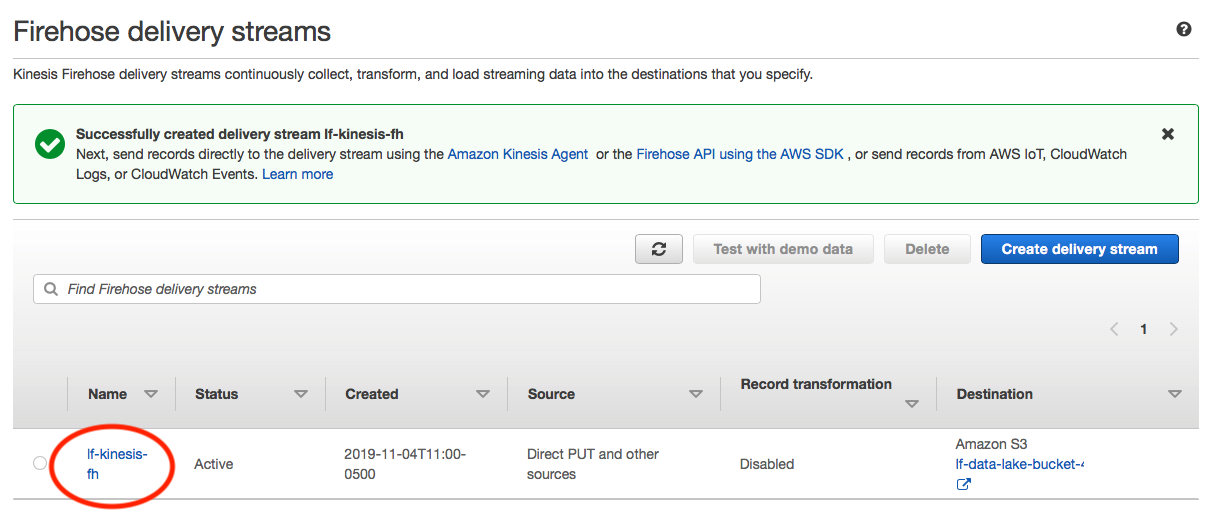 Firehose delivery streams
Kinesis Firehose delivery streams continuously collect, transform, and load streaming data into the destinations that you specify.
Successfully created delivery stream lf-kinesis-fh
Next, send records directly to the delivery stream using the Amazon Kinesis Agent or the Firehose API using the AWS SDK , or send records from AWS IoT, CloudWatch
Logs, or CloudWatch Events. Learn more
Test with demo data Delete Create delivery stream
Find Firehose delivery streams
1
Name Status Created Source Record transformation Destination
lf-kinesis- Active 2019-11-04T11:00- Direct PUT and other Disabled Amazon S3
fh 0500 sources lf-data-lake-bucket-